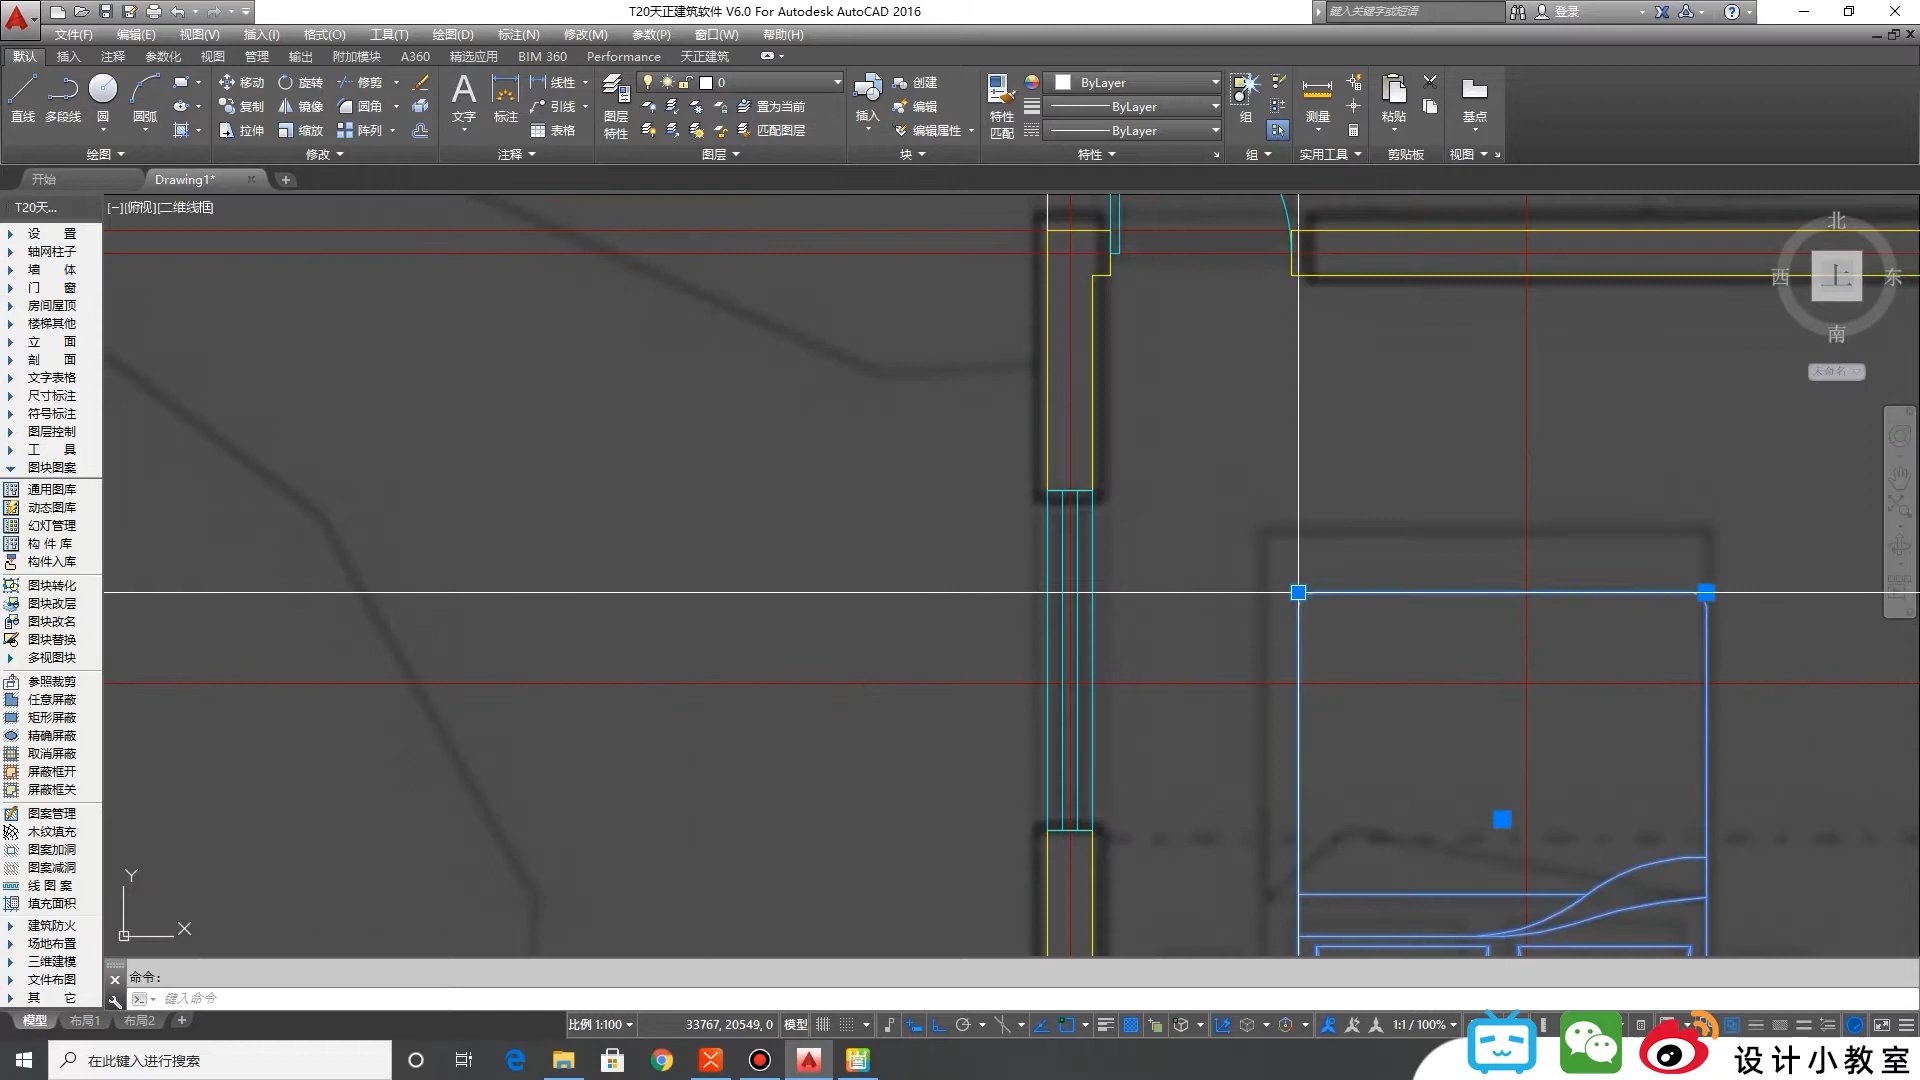 T20天正建筑软件 V6.0 For Autodesk AutoCAD 2016
键入关键字或短语
登录
文件(F) 编辑(E) 视图(V) 插入(I) 格式(O) 工具(T) 绘图(D) 标注(N) 修改(M) 参数(P) 窗口(W) 帮助(H)
默认 插入 注释 参数化 视图 管理 输出 附加模块 A360 精选应用 BIM 360 Performance 天正建筑
直线 多段线 圆 圆弧
移动 旋转 修剪
复制 镜像 圆角
拉伸 缩放 阵列
文字 标注
线性
引线
表格
图层
特性
0
置为当前
匹配图层
插入
创建
编辑
编辑属性
特性
匹配
ByLayer
ByLayer
ByLayer
组
测量
粘贴
基点
绘图 修改 注释 图层 块 特性 组 实用工具 剪贴板 视图
开始 Drawing1*
T20天...
[−][俯视][二维线框]
设 置
轴网柱子
墙 体
门 窗
房间屋顶
楼梯其他
立 面
剖 面
文字表格
尺寸标注
符号标注
图层控制
工 具
图块图案
通用图库
动态图库
幻灯管理
构 件 库
构件入库
图块转化
图块改层
图块改名
图块替换
多视图块
参照裁剪
任意屏蔽
矩形屏蔽
精确屏蔽
取消屏蔽
屏蔽框开
屏蔽框关
图案管理
木纹填充
图案加洞
图案减洞
线 图 案
填充面积
建筑防火
场地布置
三维建模
文件布图
其 它
北
西 上 东
南
未命名
Y
X
命令:
键入命令
模型 布局1 布局2
比例 1:100
33767, 20549, 0
模型
1:1 / 100%
在此键入进行搜索
设计小教室